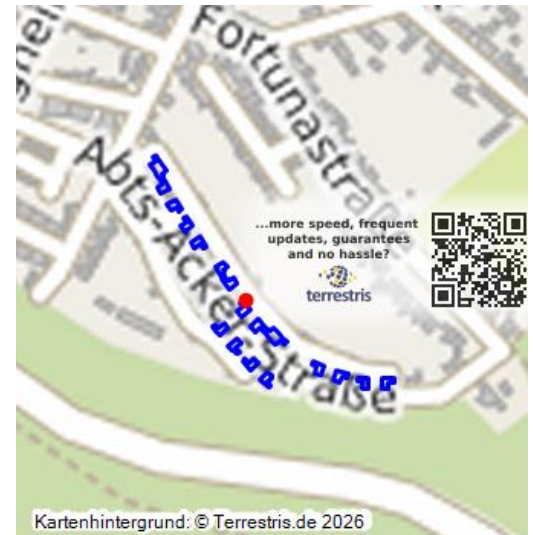 Fortunastraße
Abts-Acker-Straße
...more speed, frequent
updates, guarantees
and no hassle?
terrestris
Kartenhintergrund: © Terrestris.de 2026